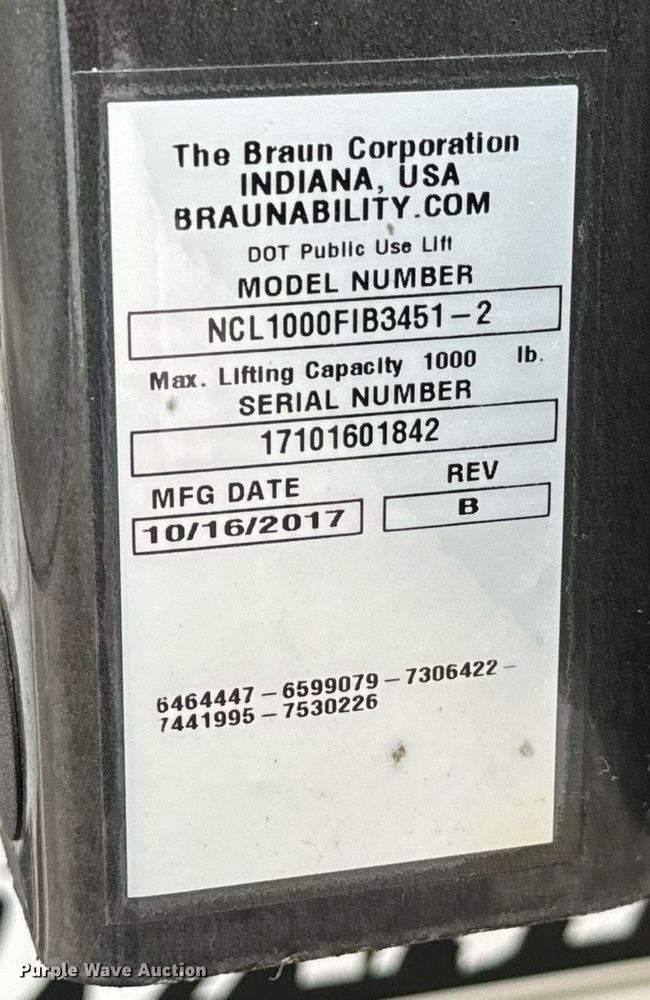 The Braun Corporation
INDIANA, USA
BRAUNABILITY.COM
DOT Public Use Lift
MODEL NUMBER
NCL1000FIB3451-2
Max. Lifting Capacity 1000 lb.
SERIAL NUMBER
17101601842
MFG DATE REV
10/16/2017 B
6464447-6599079-7306422-
7441995-7530226
Purple Wave Auction